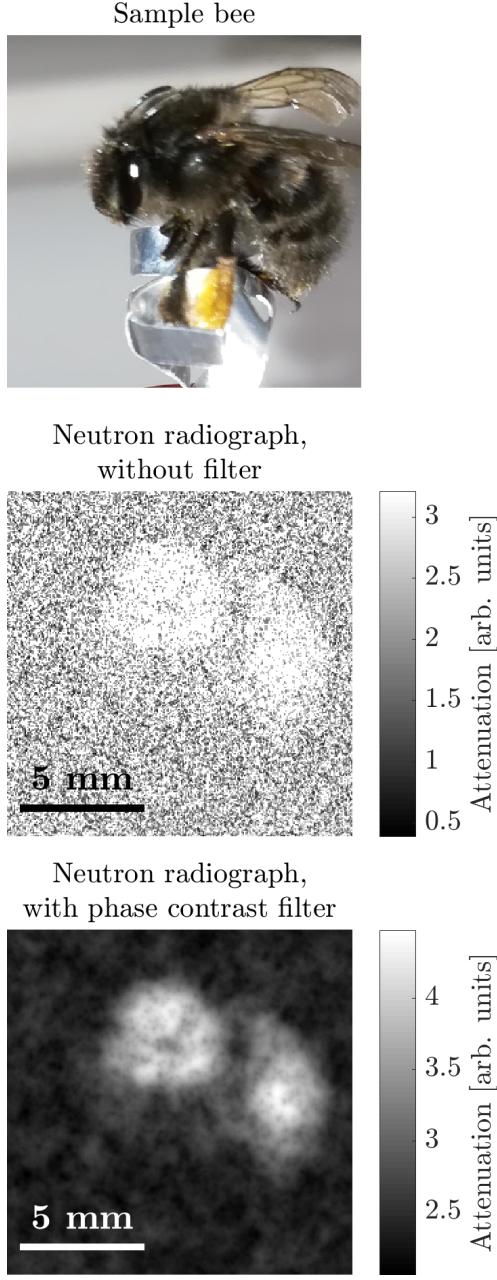 Sample bee
Neutron radiograph,
without filter
3
2.5
2
1.5
1
0.5
Attenuation [arb. units]
5 mm
Neutron radiograph,
with phase contrast filter
4
3.5
3
2.5
Attenuation [arb. units]
5 mm